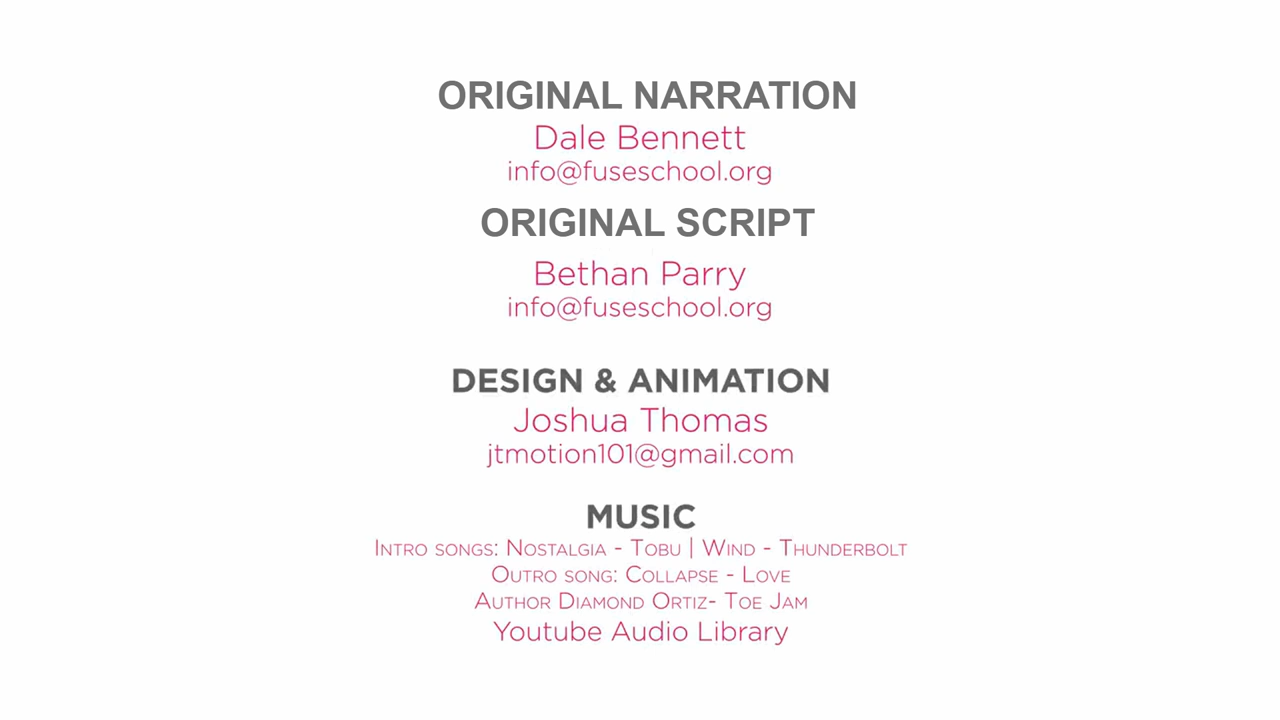 ORIGINAL NARRATION
Dale Bennett
info@fuseschool.org
ORIGINAL SCRIPT
Bethan Parry
info@fuseschool.org
DESIGN & ANIMATION
Joshua Thomas
jtmotion101@gmail.com
MUSIC
Intro songs: Nostalgia - Tobu | Wind - Thunderbolt
Outro song: Collapse - Love
Author Diamond Ortiz- Toe Jam
Youtube Audio Library